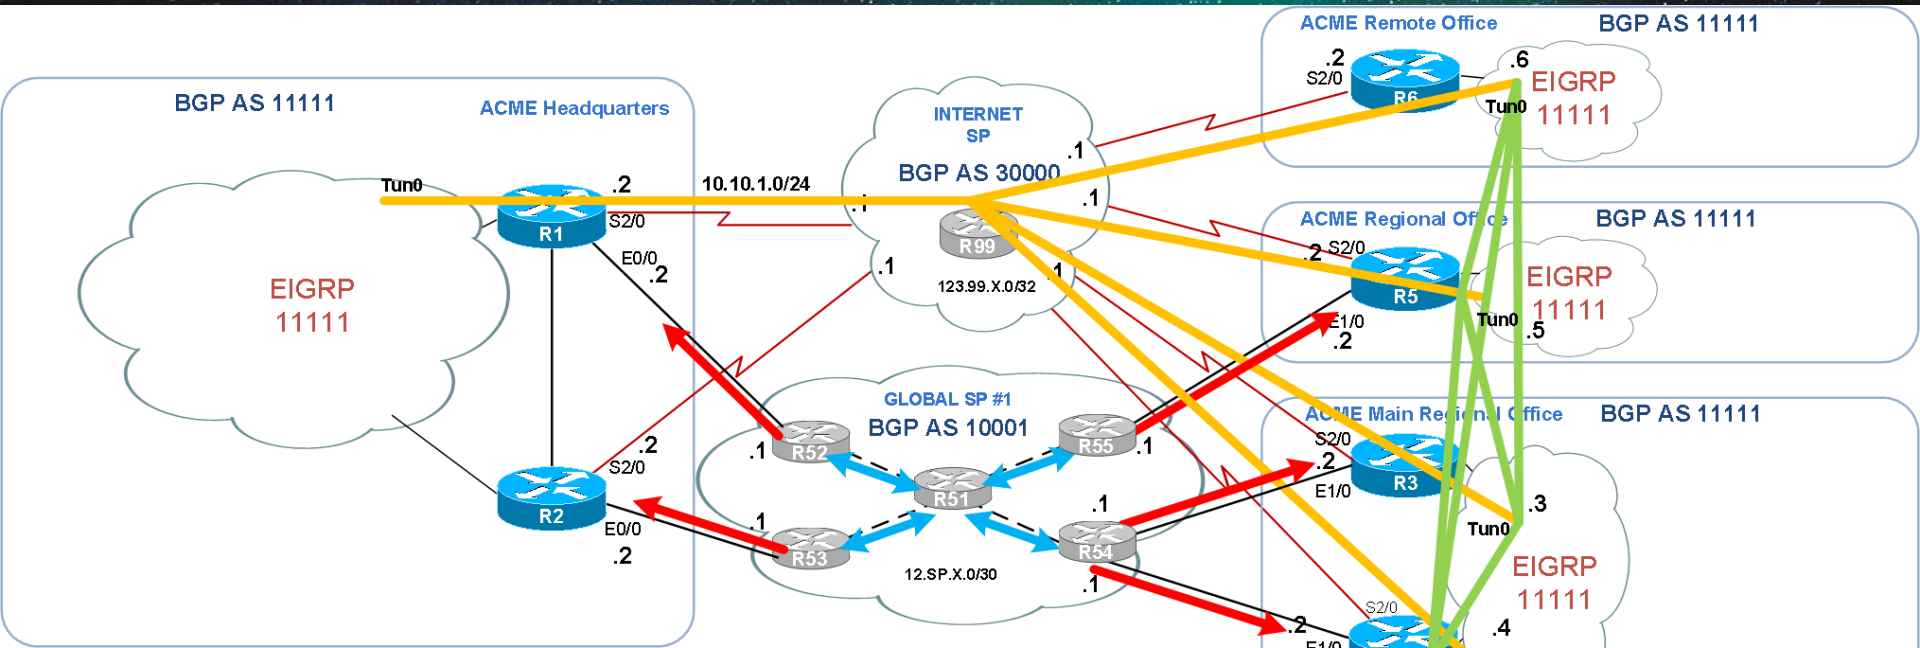 ACME Remote Office
BGP AS 11111
.2
S2/0
R6
.6
EIGRP
11111
Tun0
BGP AS 11111
ACME Headquarters
Tun0
.2
S2/0
R1
10.10.1.0/24
E0/0
.2
EIGRP
11111
INTERNET
SP
BGP AS 30000
.1
.1
.1
R99
.1
.1
123.99.X.0/32
ACME Regional Office
BGP AS 11111
.2
S2/0
R5
EIGRP
11111
Tun0
.5
E1/0
.2
GLOBAL SP #1
BGP AS 10001
R52
.1
R55
.1
R51
.1
R53
.1
R54
.1
12.SP.X.0/30
.2
S2/0
R2
E0/0
.2
ACME Main Regional Office
BGP AS 11111
S2/0
.2
R3
E1/0
.3
Tun0
EIGRP
11111
S2/0
.2
E1/0
.4